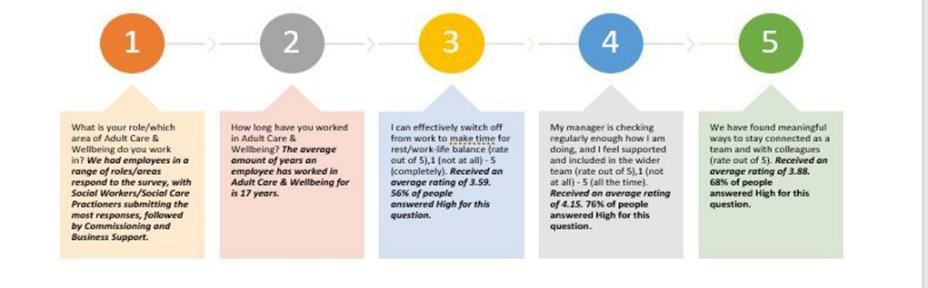 1
2
3
4
5
What is your role/which
area of Adult Care &
Wellbeing do you work
in? We had employees in a
range of roles/areas
respond to the survey, with
Social Workers/Social Care
Practioners submitting the
most responses, followed
by Commissioning and
Business Support.
How long have you worked
in Adult Care &
Wellbeing? The average
amount of years an
employee has worked in
Adult Care & Wellbeing for
is 17 years.
I can effectively switch off
from work to make time for
rest/work-life balance (rate
out of 5),1 (not at all) - 5
(completely). Received an
average rating of 3.59.
56% of people
answered High for this
question.
My manager is checking
regularly enough how I am
doing, and I feel supported
and included in the wider
team (rate out of 5),1 (not
at all) - 5 (all the time).
Received an average rating
of 4.15. 76% of people
answered High for this
question.
We have found meaningful
ways to stay connected as a
team and with colleagues
(rate out of 5). Received an
average rating of 3.88.
68% of people
answered High for this
question.